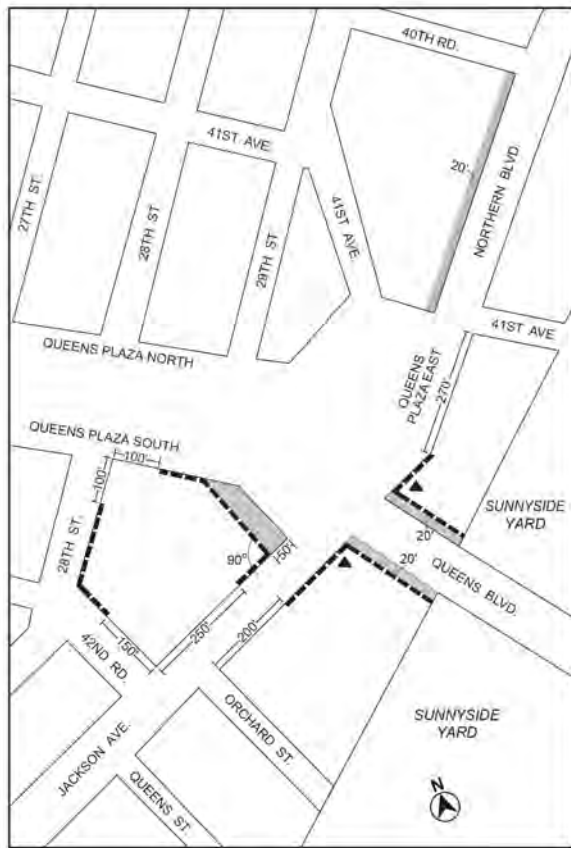 40TH RD.
41ST AVE.
20'
NORTHERN BLVD.
27TH ST.
28TH ST
29TH ST
41ST AVE.
41ST AVE
QUEENS PLAZA NORTH
QUEENS
PLAZA EAST
270'
QUEENS PLAZA SOUTH
100'
100'
28TH ST.
90°
50'
20'
20'
SUNNYSIDE
YARD
QUEENS BLVD.
150'
250'
200'
42ND RD.
ORCHARD ST.
SUNNYSIDE
YARD
JACKSON AVE.
QUEENS ST.
N